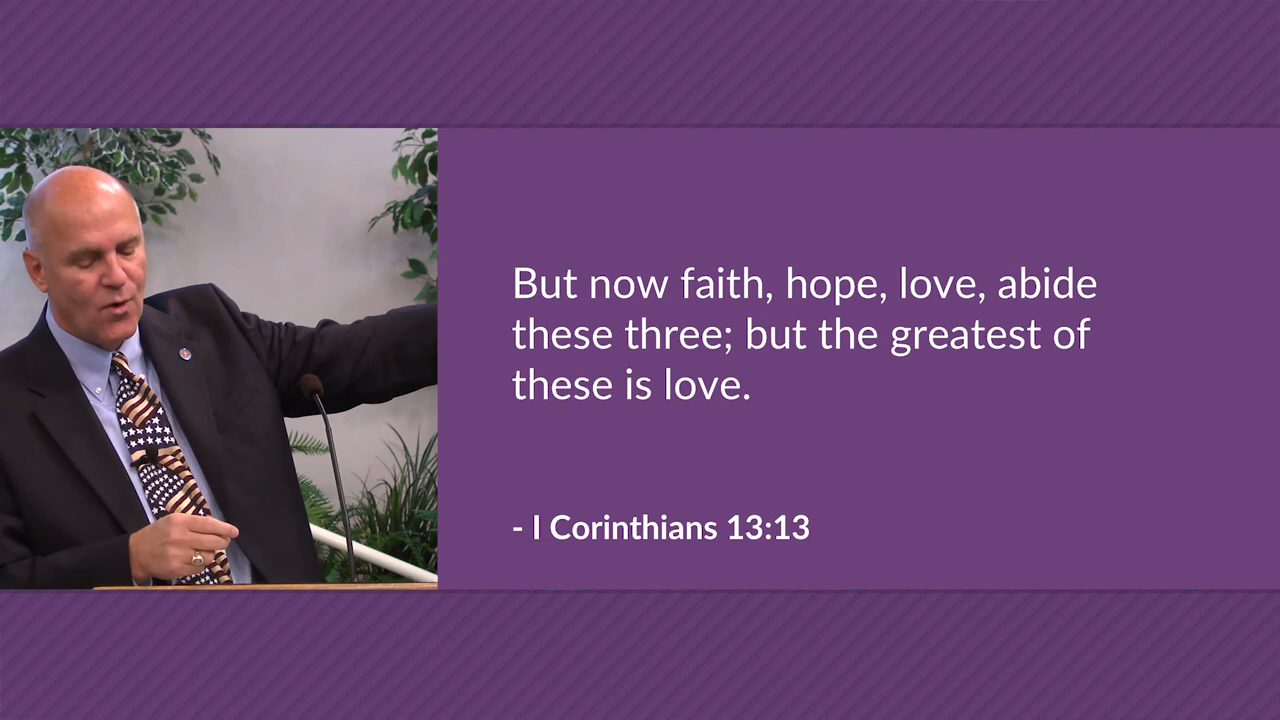 But now faith, hope, love, abide
these three; but the greatest of
these is love.
- I Corinthians 13:13